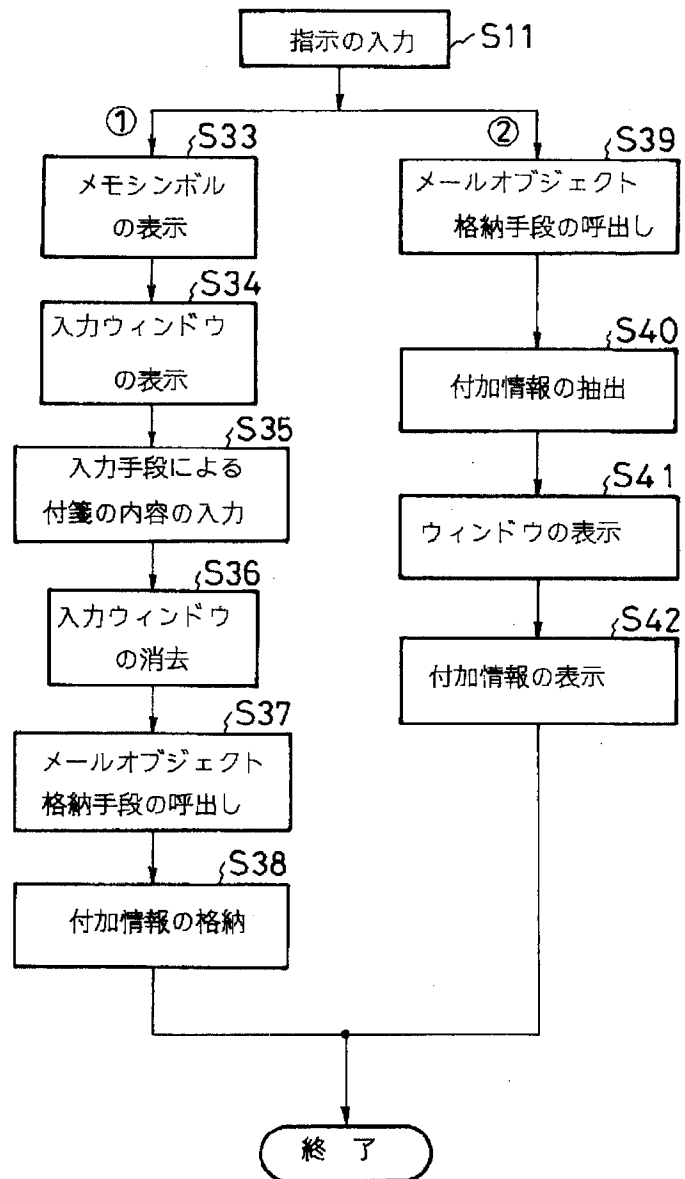 指示の入力
S11
①
S33
メモシンボル
の表示
S34
入力ウィンドウ
の表示
S35
入力手段による
付箋の内容の入力
S36
入力ウィンドウ
の消去
S37
メールオブジェクト
格納手段の呼出し
S38
付加情報の格納
②
S39
メールオブジェクト
格納手段の呼出し
S40
付加情報の抽出
S41
ウィンドウの表示
S42
付加情報の表示
終 了